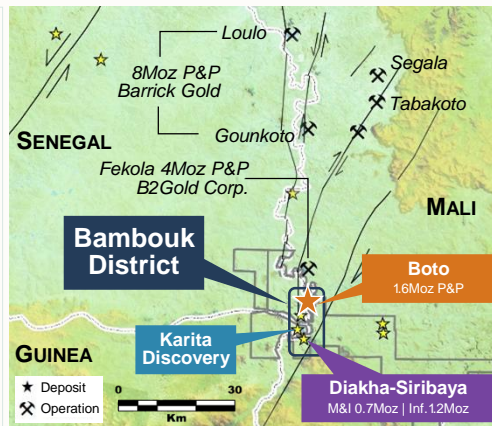 Loulo
Segala
8Moz P&P
Barrick Gold
Tabakoto
SENEGAL
Gounkoto
Fekola 4Moz P&P
B2Gold Corp.
MALI
Bambouk
District
Boto
1.6Moz P&P
Karita
Discovery
GUINEA
Diakha-Siribaya
M&I 0.7Moz | Inf.1.2Moz
Deposit
Operation
0
30
Km